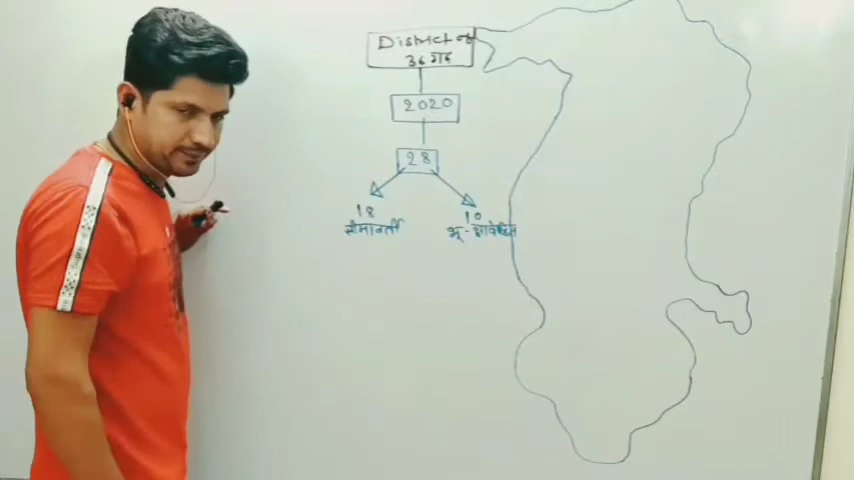 District of
36 गढ़
2020
28
18
सीमावर्ती
10
भू-आवेष्ठित